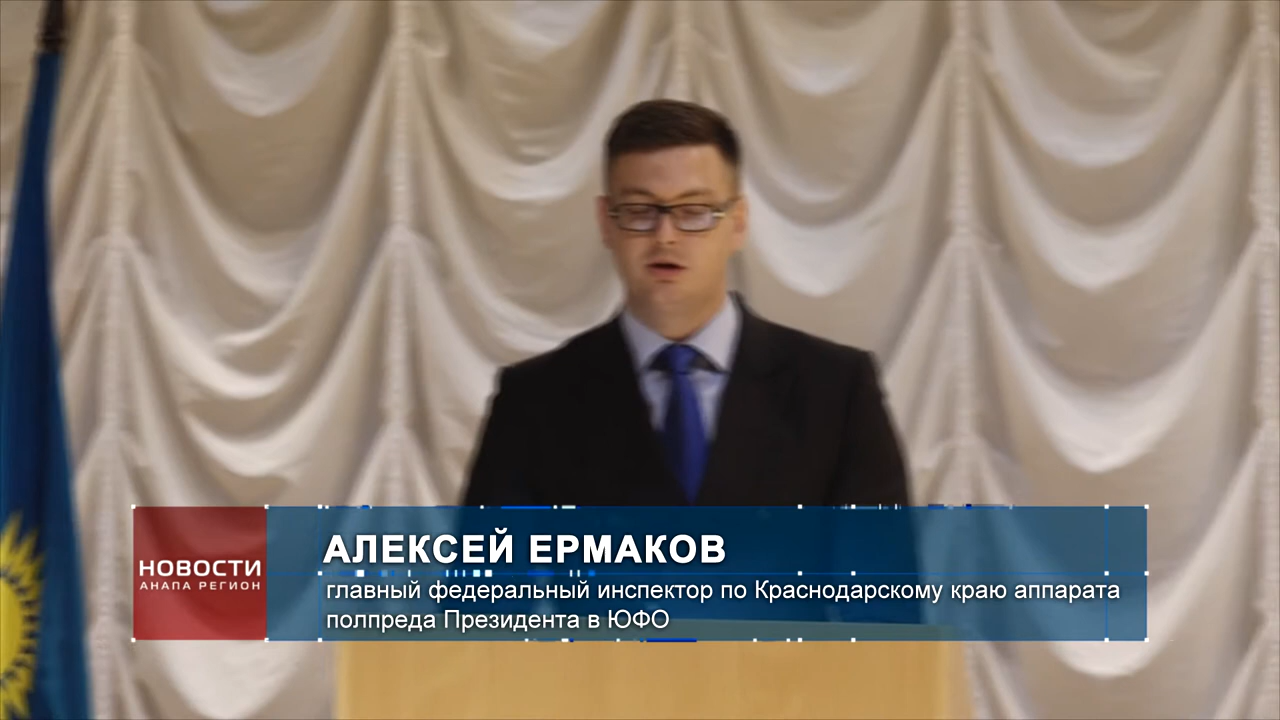 НОВОСТИ
АНАПА РЕГИОН
АЛЕКСЕЙ ЕРМАКОВ
главный федеральный инспектор по Краснодарскому краю аппарата
полпреда Президента в ЮФО